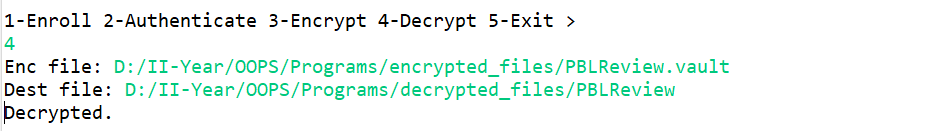 1-Enroll 2-Authenticate 3-Encrypt 4-Decrypt 5-Exit >
4
Enc file: D:/II-Year/OOPS/Programs/encrypted_files/PBLReview.vault
Dest file: D:/II-Year/OOPS/Programs/decrypted_files/PBLReview
Decrypted.